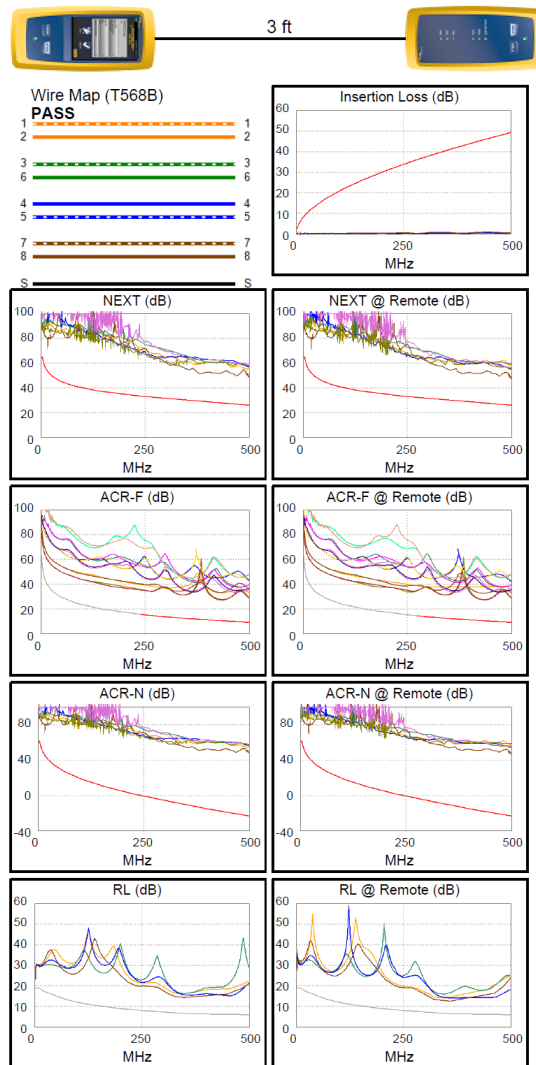 3 ft
Wire Map (T568B)
PASS
1 1
2 2
3 3
6 6
4 4
5 5
7 7
8 8
S S
Insertion Loss (dB)
60
50
40
30
20
10
0
0 250 500
MHz
NEXT (dB)
100
80
60
40
20
0
0 250 500
MHz
NEXT @ Remote (dB)
100
80
60
40
20
0
0 250 500
MHz
ACR-F (dB)
100
80
60
40
20
0
0 250 500
MHz
ACR-F @ Remote (dB)
100
80
60
40
20
0
0 250 500
MHz
ACR-N (dB)
80
40
0
-40
0 250 500
MHz
ACR-N @ Remote (dB)
80
40
0
-40
0 250 500
MHz
RL (dB)
60
50
40
30
20
10
0
0 250 500
MHz
RL @ Remote (dB)
60
50
40
30
20
10
0
0 250 500
MHz